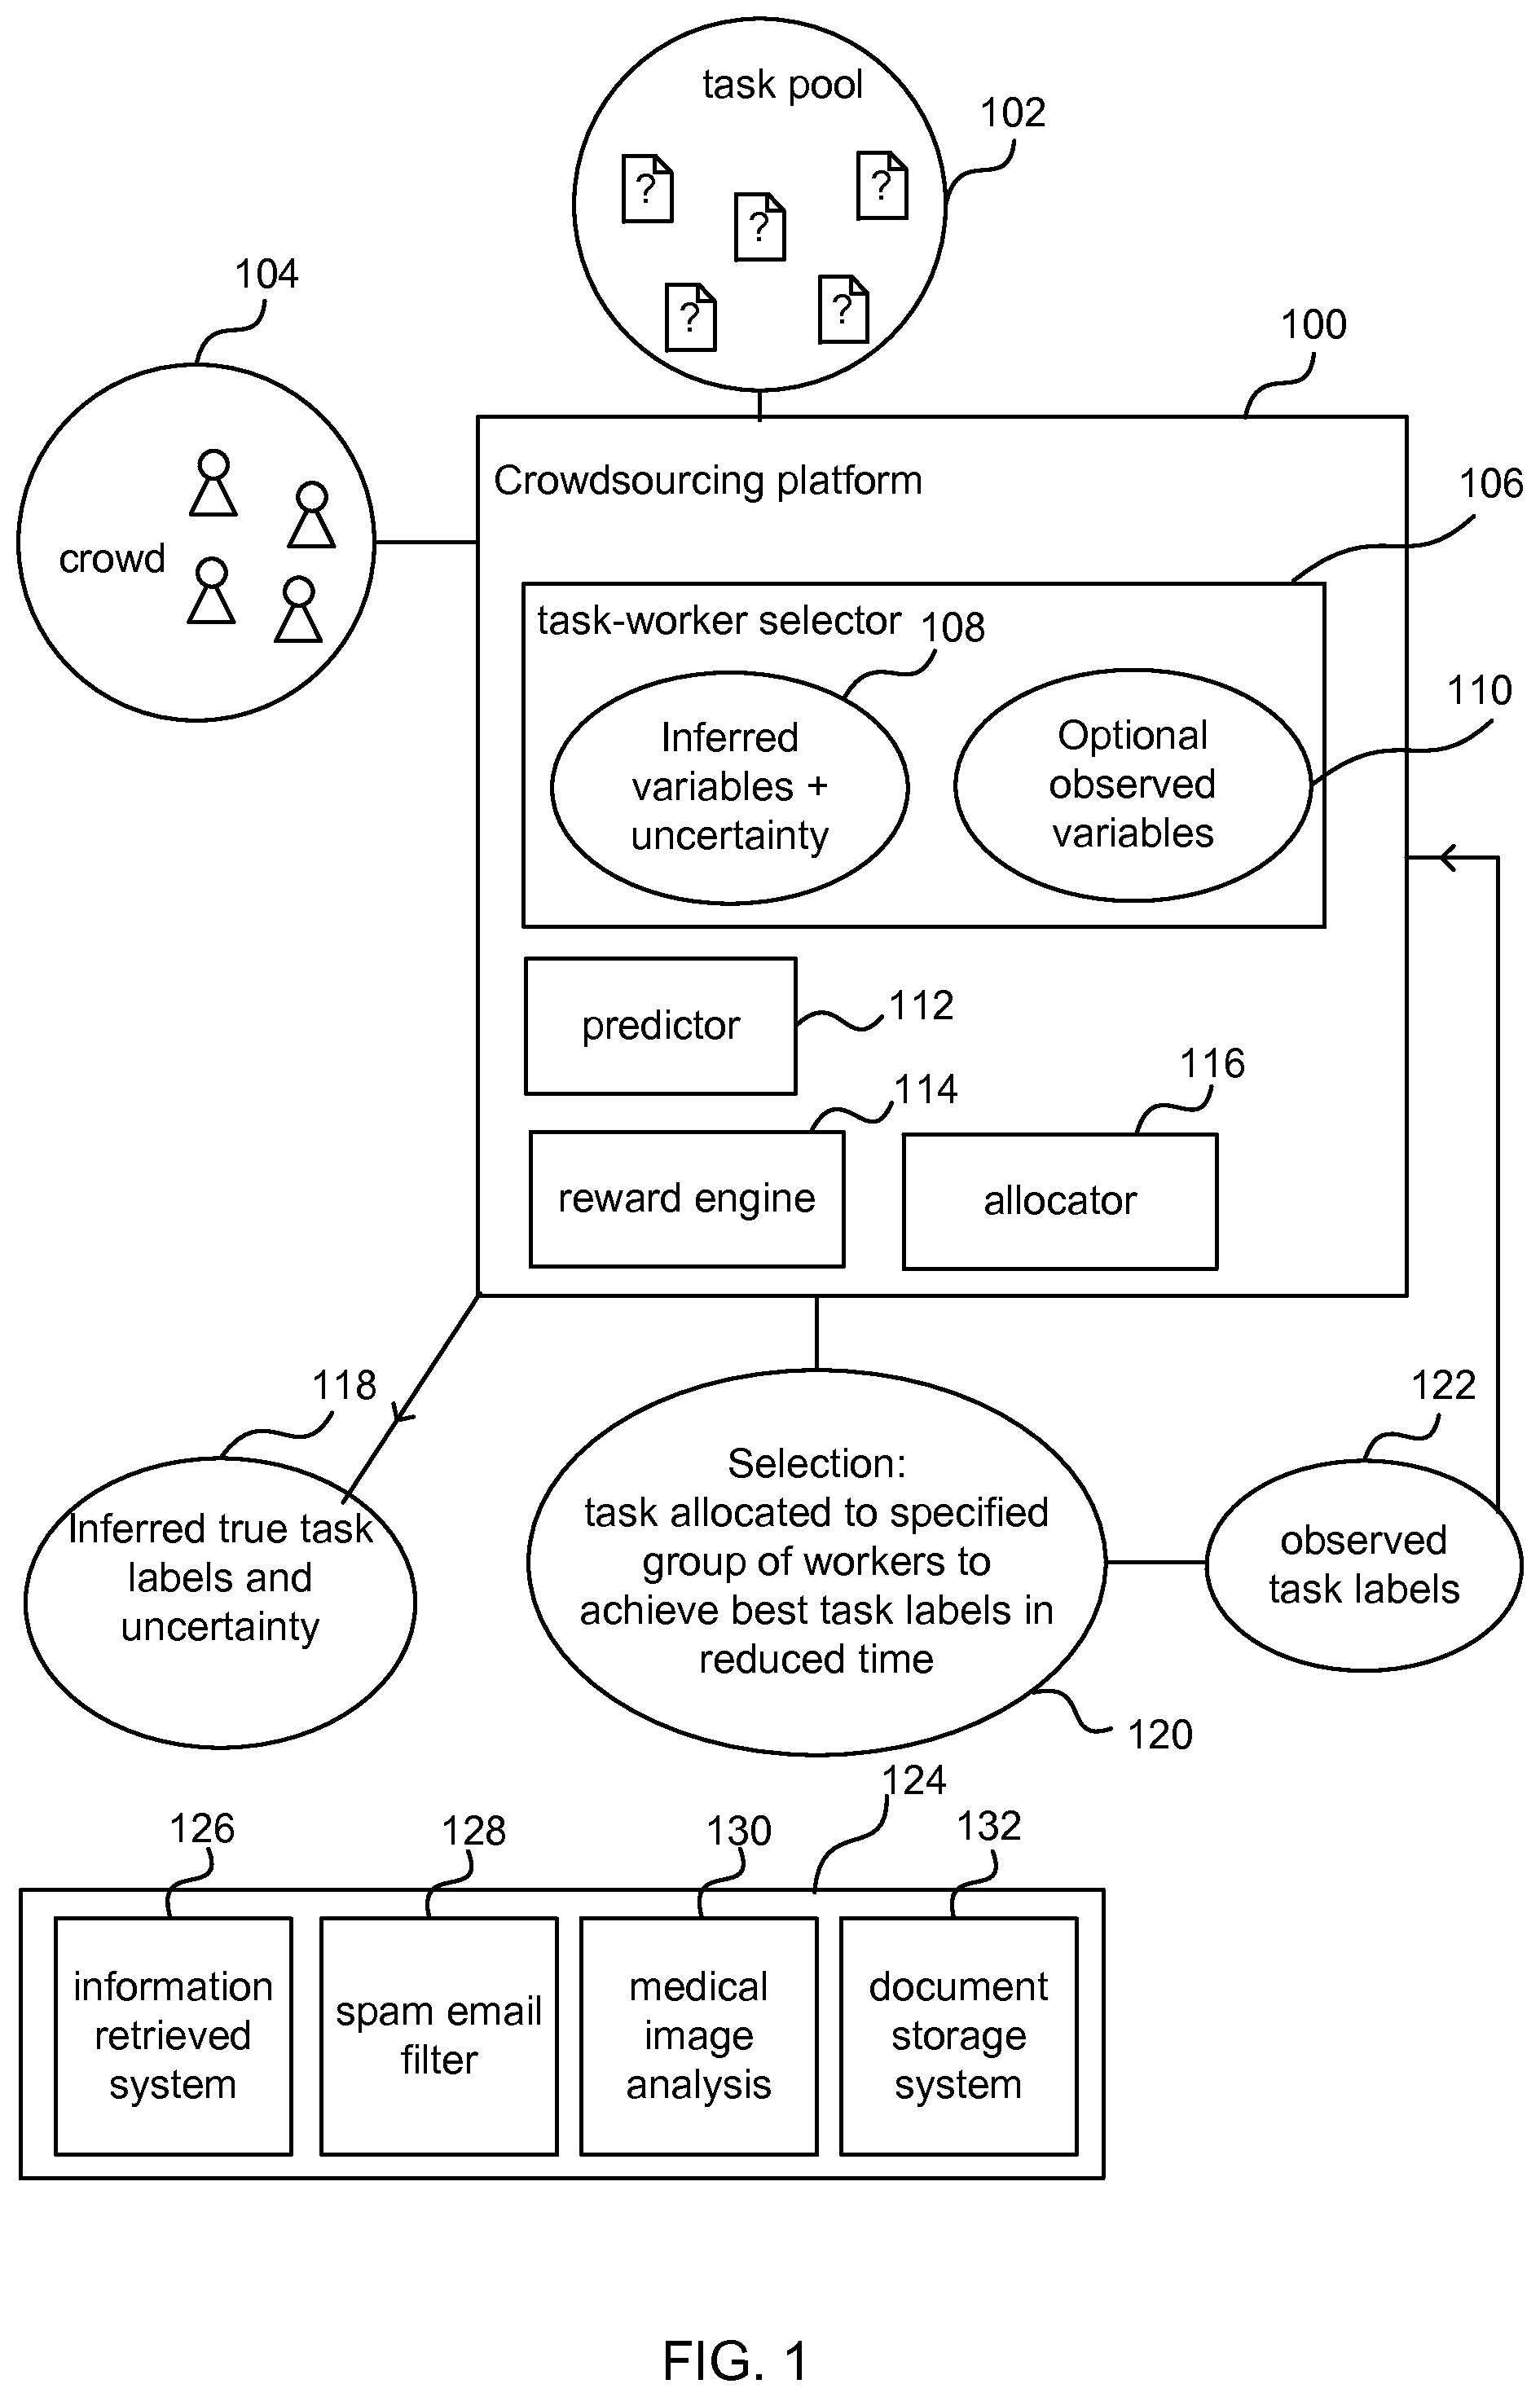 task pool
102
?
?
?
?
?
104
100
Crowdsourcing platform
106
crowd
task-worker selector
108
110
Inferred
variables +
uncertainty
Optional
observed
variables
predictor
112
114
116
reward engine
allocator
118
122
Inferred true task
labels and
uncertainty
Selection:
task allocated to specified
group of workers to
achieve best task labels in
reduced time
observed
task labels
120
124
126
128
130
132
information
retrieved
system
spam email
filter
medical
image
analysis
document
storage
system
FIG. 1